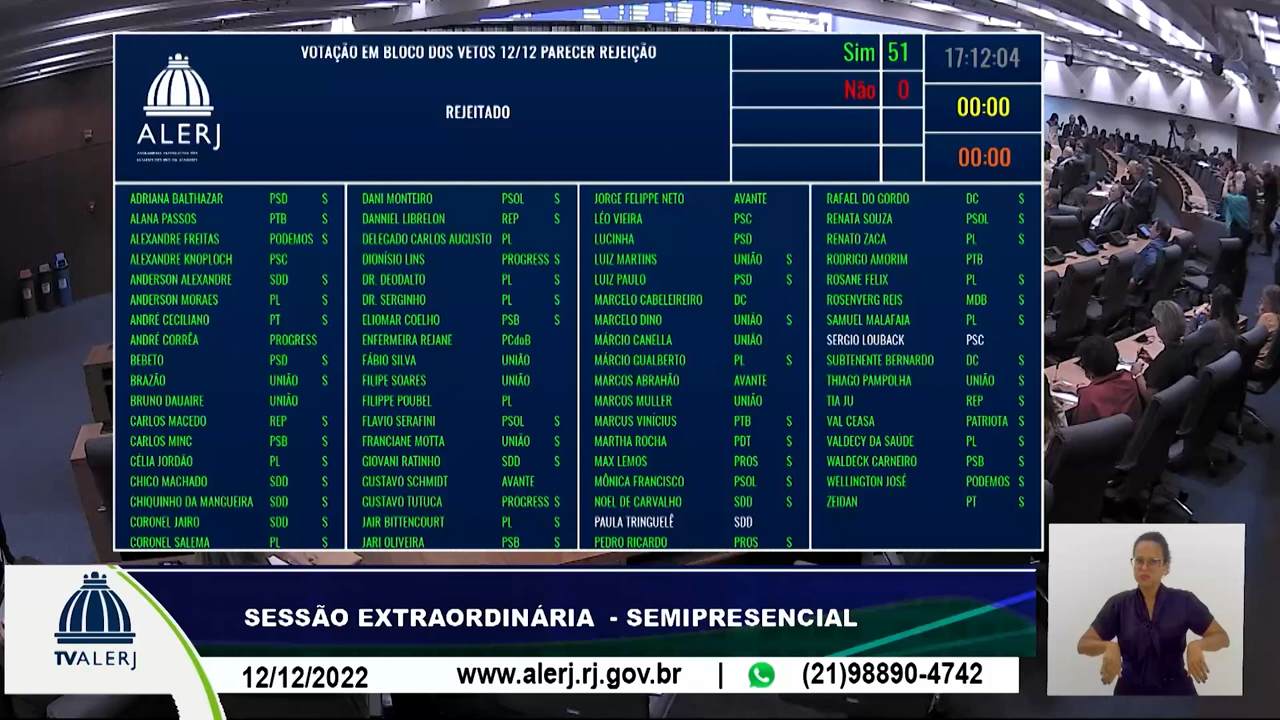 VOTAÇÃO EM BLOCO DOS VETOS 12/12 PARECER REJEIÇÃO
REJEITADO
ALERJ
Sim 51
Não 0
17:12:04
00:00
00:00
ADRIANA BALTHAZAR PSD S
ALANA PASSOS PTB S
ALEXANDRE FREITAS PODEMOS S
ALEXANDRE KNOPLOCH PSC
ANDERSON ALEXANDRE SDD S
ANDERSON MORAES PL S
ANDRÉ CECILIANO PT S
ANDRÉ CORRÊA PROGRESS
BEBETO PSD S
BRAZÃO UNIÃO S
BRUNO DAUAIRE UNIÃO
CARLOS MACEDO REP S
CARLOS MINC PSB S
CÉLIA JORDÃO PL S
CHICO MACHADO SDD S
CHIQUINHO DA MANGUEIRA SDD S
CORONEL JAIRO SDD S
CORONEL SALEMA PL S
DANI MONTEIRO PSOL S
DANNIEL LIBRELON REP S
DELEGADO CARLOS AUGUSTO PL
DIONÍSIO LINS PROGRESS S
DR. DEODALTO PL S
DR. SERGINHO PL S
ELIOMAR COELHO PSB S
ENFERMEIRA REJANE PCdoB
FÁBIO SILVA UNIÃO
FILIPE SOARES UNIÃO
FILIPPE POUBEL PL
FLAVIO SERAFINI PSOL S
FRANCIANE MOTTA UNIÃO S
GIOVANI RATINHO SDD S
GUSTAVO SCHMIDT AVANTE
GUSTAVO TUTUCA PROGRESS S
JAIR BITTENCOURT PL S
JARI OLIVEIRA PSB S
JORGE FELIPPE NETO AVANTE
LÉO VIEIRA PSC
LUCINHA PSD
LUIZ MARTINS UNIÃO S
LUIZ PAULO PSD S
MARCELO CABELEIREIRO DC
MARCELO DINO UNIÃO S
MÁRCIO CANELLA UNIÃO
MÁRCIO GUALBERTO PL S
MARCOS ABRAHÃO AVANTE
MARCOS MULLER UNIÃO
MARCUS VINÍCIUS PTB S
MARTHA ROCHA PDT S
MAX LEMOS PROS S
MÔNICA FRANCISCO PSOL S
NOEL DE CARVALHO SDD S
PAULA TRINGUELÊ SDD
PEDRO RICARDO PROS S
RAFAEL DO GORDO DC S
RENATA SOUZA PSOL S
RENATO ZACA PL S
RODRIGO AMORIM PTB
ROSANE FELIX PL S
ROSENVERG REIS MDB S
SAMUEL MALAFAIA PL S
SERGIO LOUBACK PSC
SUBTENENTE BERNARDO DC S
THIAGO PAMPOLHA UNIÃO S
TIA JU REP S
VAL CEASA PATRIOTA S
VALDECY DA SAÚDE PL S
WALDECK CARNEIRO PSB S
WELLINGTON JOSÉ PODEMOS S
ZEIDAN PT S
TVALERJ
SESSÃO EXTRAORDINÁRIA - SEMIPRESENCIAL
12/12/2022 www.alerj.rj.gov.br | (21)98890-4742